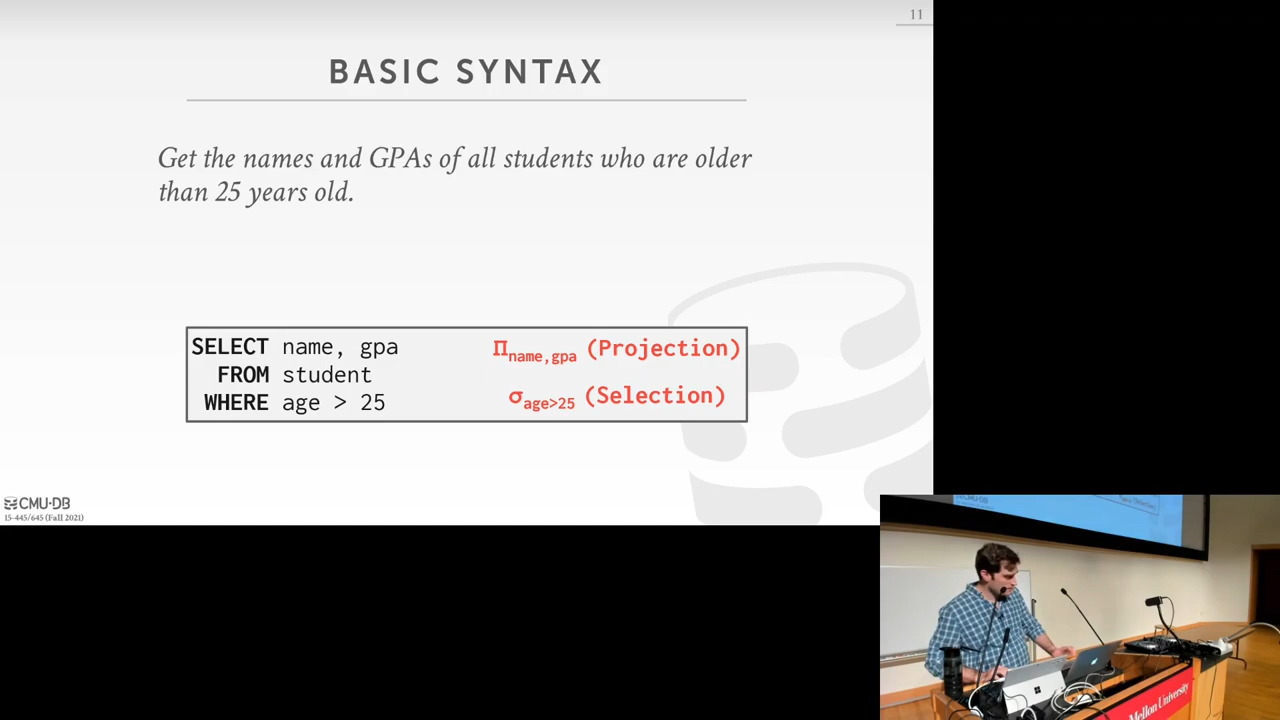 11
BASIC SYNTAX
Get the names and GPAs of all students who are older
than 25 years old.
SELECT name, gpa
FROM student
WHERE age > 25
Πname,gpa (Projection)
σage>25 (Selection)
CMU·DB
15-445/645 (Fall 2021)
Mellon University